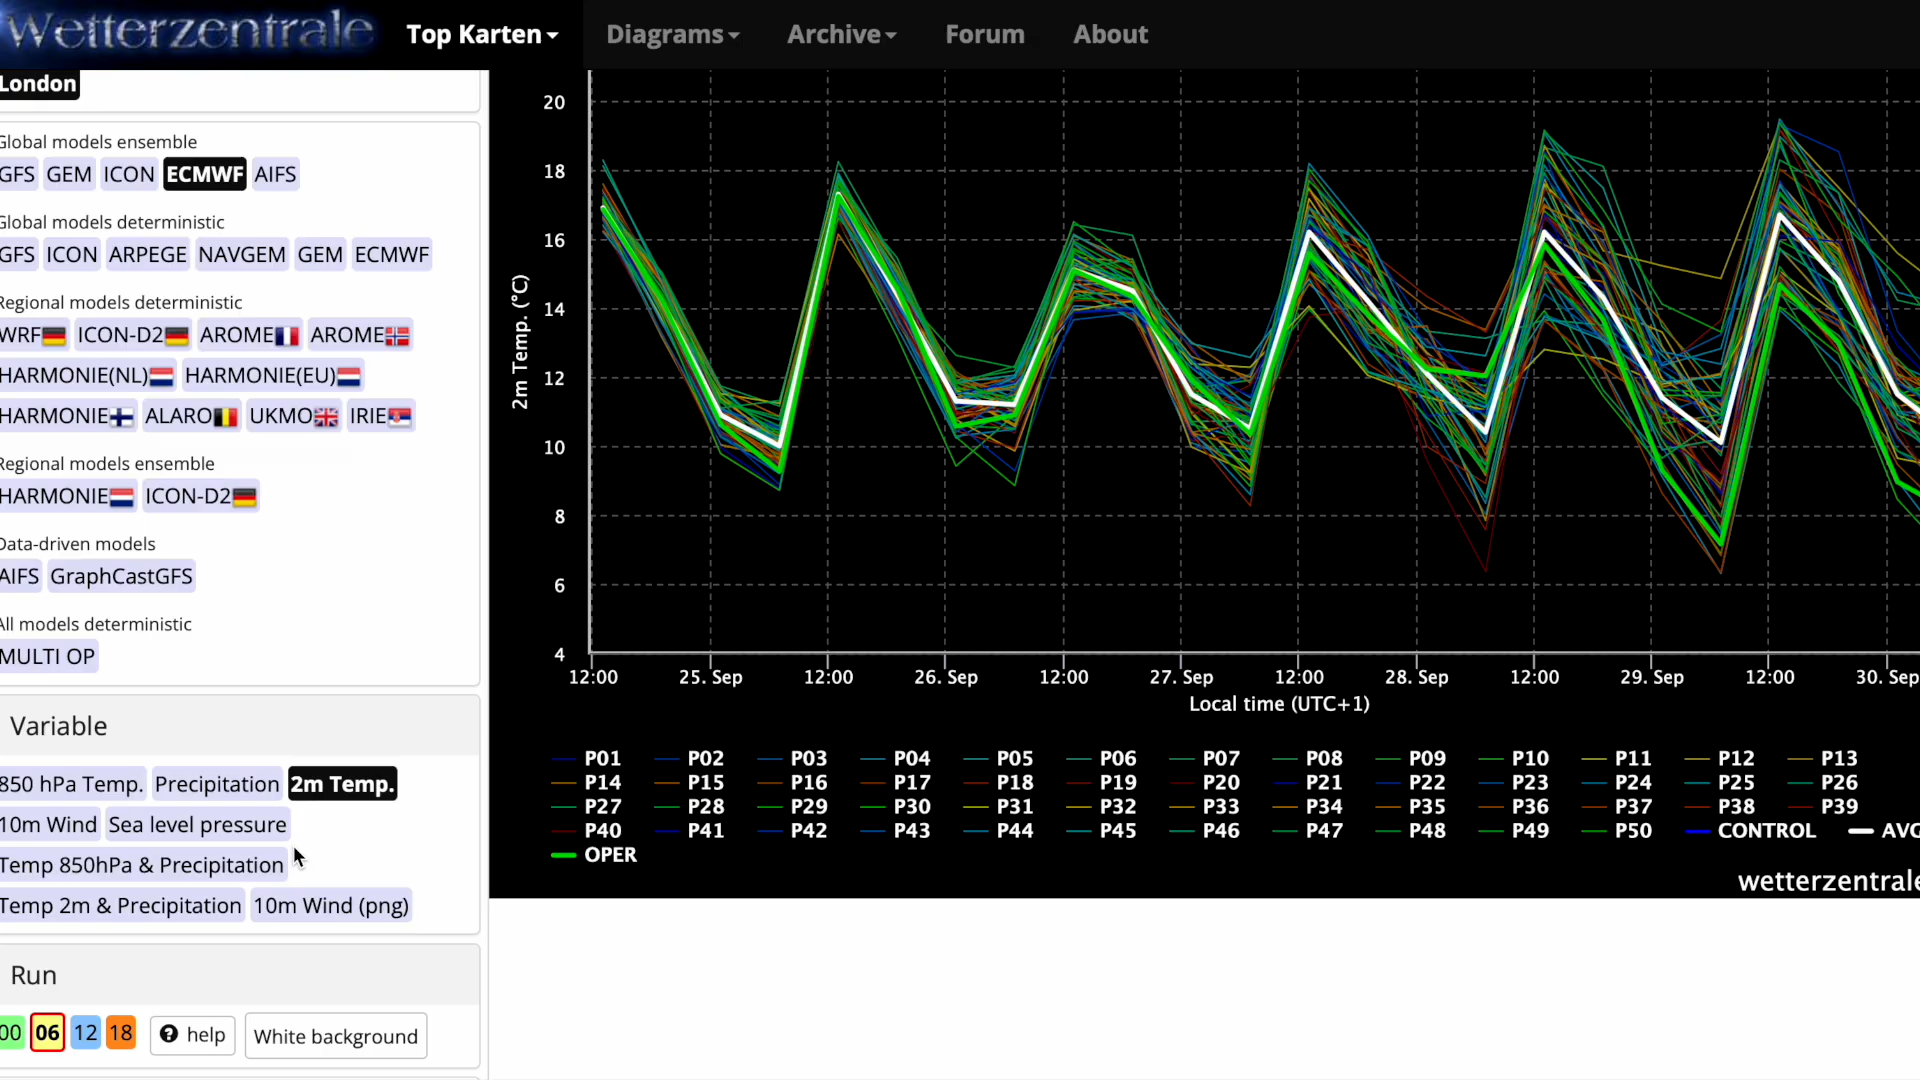 Wetterzentrale
Top Karten
Diagrams
Archive
Forum
About
London
Global models ensemble
GFS GEM ICON ECMWF AIFS
Global models deterministic
GFS ICON ARPEGE NAVGEM GEM ECMWF
Regional models deterministic
WRF ICON-D2 AROME AROME
HARMONIE(NL) HARMONIE(EU)
HARMONIE ALARO UKMO IRIE
Regional models ensemble
HARMONIE ICON-D2
Data-driven models
AIFS GraphCastGFS
All models deterministic
MULTI OP
Variable
850 hPa Temp. Precipitation 2m Temp.
10m Wind Sea level pressure
Temp 850hPa & Precipitation
Temp 2m & Precipitation 10m Wind (png)
Run
00 06 12 18 help White background
2m Temp. (°C)
20
18
16
14
12
10
8
6
4
12:00 25. Sep 12:00 26. Sep 12:00 27. Sep 12:00 28. Sep 12:00 29. Sep 12:00 30. Sep
Local time (UTC+1)
P01 P02 P03 P04 P05 P06 P07 P08 P09 P10 P11 P12 P13
P14 P15 P16 P17 P18 P19 P20 P21 P22 P23 P24 P25 P26
P27 P28 P29 P30 P31 P32 P33 P34 P35 P36 P37 P38 P39
P40 P41 P42 P43 P44 P45 P46 P47 P48 P49 P50 CONTROL AVG
OPER
wetterzentrale